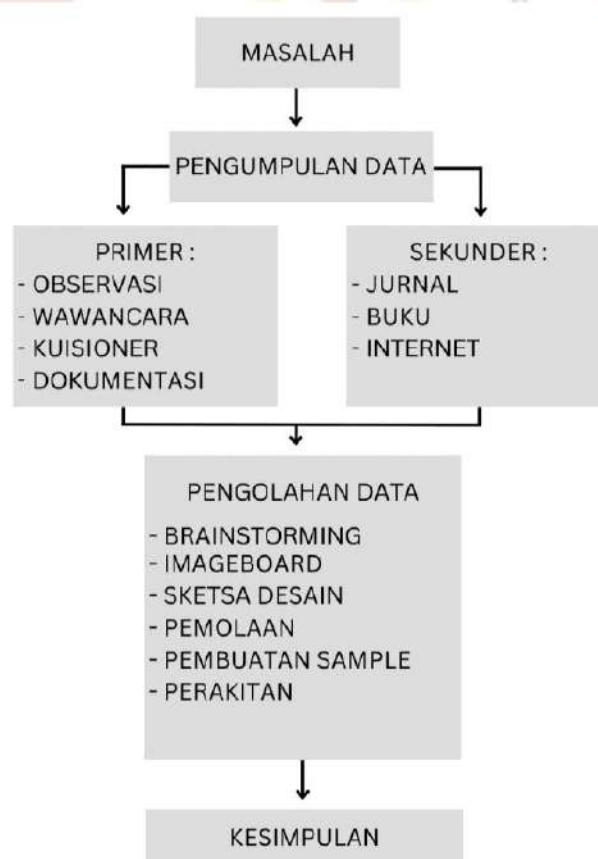 MASALAH
PENGUMPULAN DATA
PRIMER :
- OBSERVASI
- WAWANCARA
- KUISIONER
- DOKUMENTASI
SEKUNDER :
- JURNAL
- BUKU
- INTERNET
PENGOLAHAN DATA
- BRAINSTORMING
- IMAGEBOARD
- SKETSA DESAIN
- PEMOLAAN
- PEMBUATAN SAMPLE
- PERAKITAN
KESIMPULAN